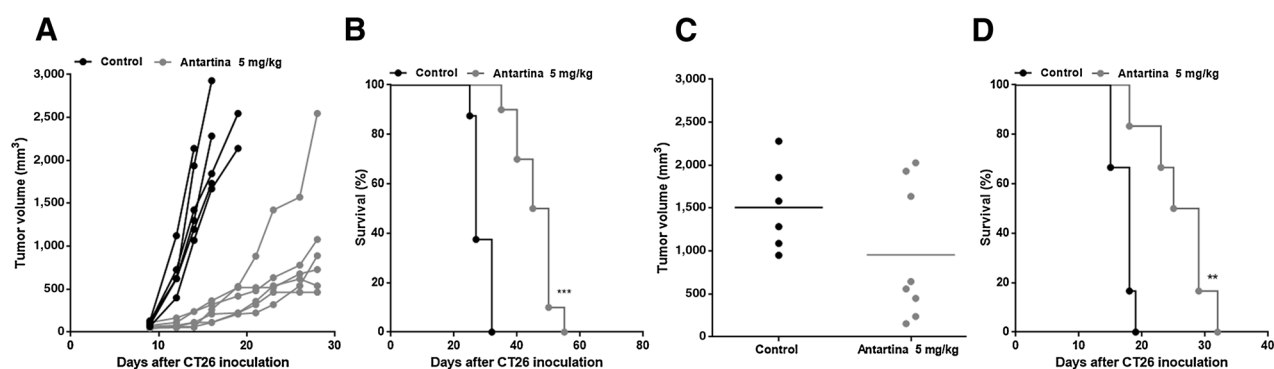 A
Control Antartina 5 mg/kg
3,000
2,500
2,000
1,500
1,000
500
0
Tumor volume (mm³)
0 10 20 30
Days after CT26 inoculation
B
Control Antartina 5 mg/kg
100
80
60
40
20
0
Survival (%)
***
0 20 40 60 80
Days after CT26 inoculation
C
3,000
2,500
2,000
1,500
1,000
500
0
Tumor volume (mm³)
Control Antartina 5 mg/kg
D
Control Antartina 5 mg/kg
100
80
60
40
20
0
Survival (%)
**
0 10 20 30 40
Days after CT26 inoculation